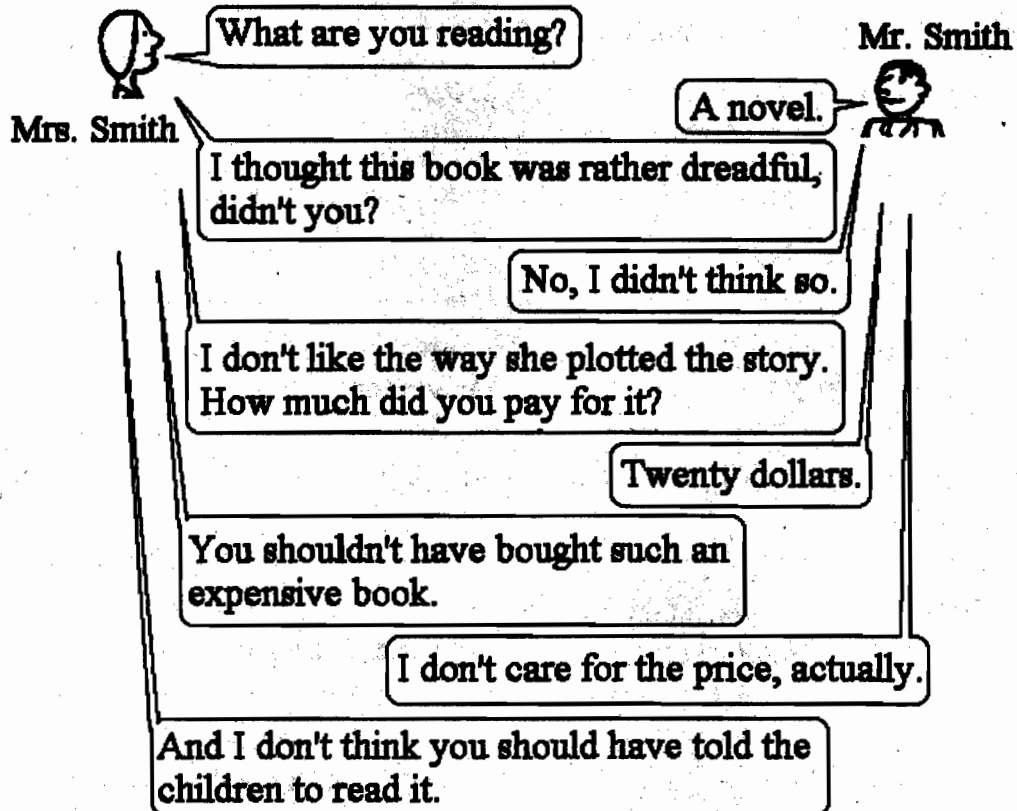 What are you reading?
Mr. Smith
A novel.
Mrs. Smith
I thought this book was rather dreadful,
didn't you?
No, I didn't think so.
I don't like the way she plotted the story.
How much did you pay for it?
Twenty dollars.
You shouldn't have bought such an
expensive book.
I don't care for the price, actually.
And I don't think you should have told the
children to read it.